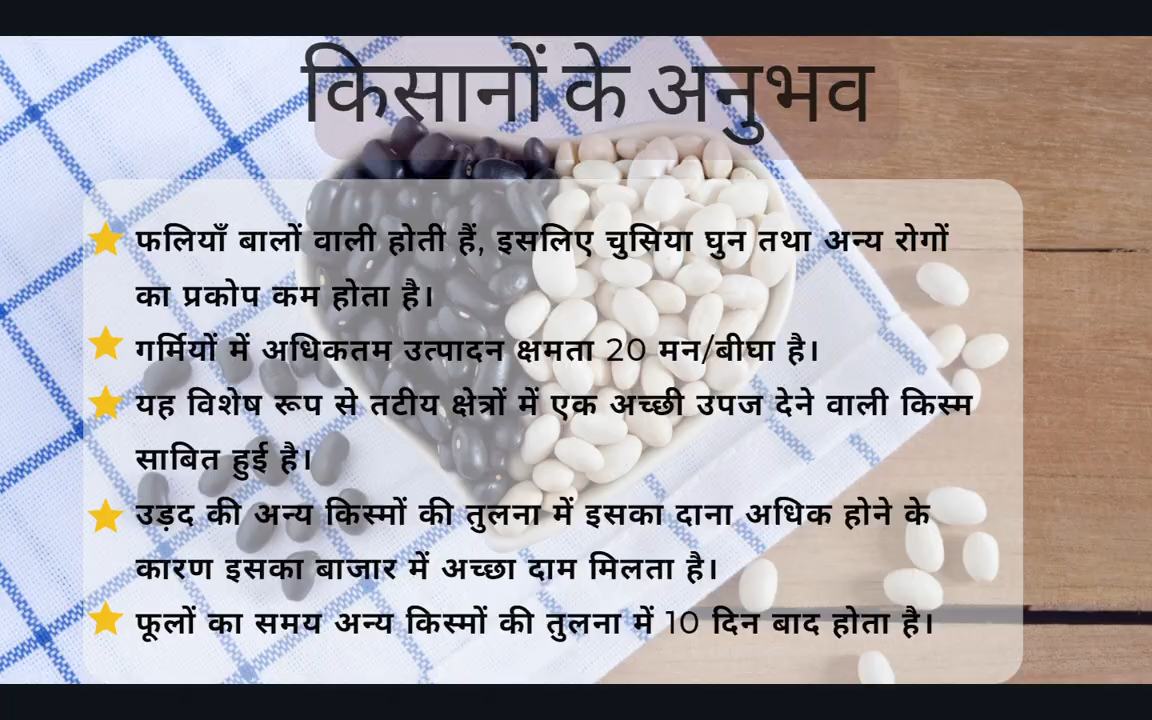 किसानों के अनुभव
फलियाँ बालों वाली होती हैं, इसलिए चुसिया घुन तथा अन्य रोगों
का प्रकोप कम होता है।
गर्मियों में अधिकतम उत्पादन क्षमता 20 मन/बीघा है।
यह विशेष रूप से तटीय क्षेत्रों में एक अच्छी उपज देने वाली किस्म
साबित हुई है।
उड़द की अन्य किस्मों की तुलना में इसका दाना अधिक होने के
कारण इसका बाजार में अच्छा दाम मिलता है।
फूलों का समय अन्य किस्मों की तुलना में 10 दिन बाद होता है।